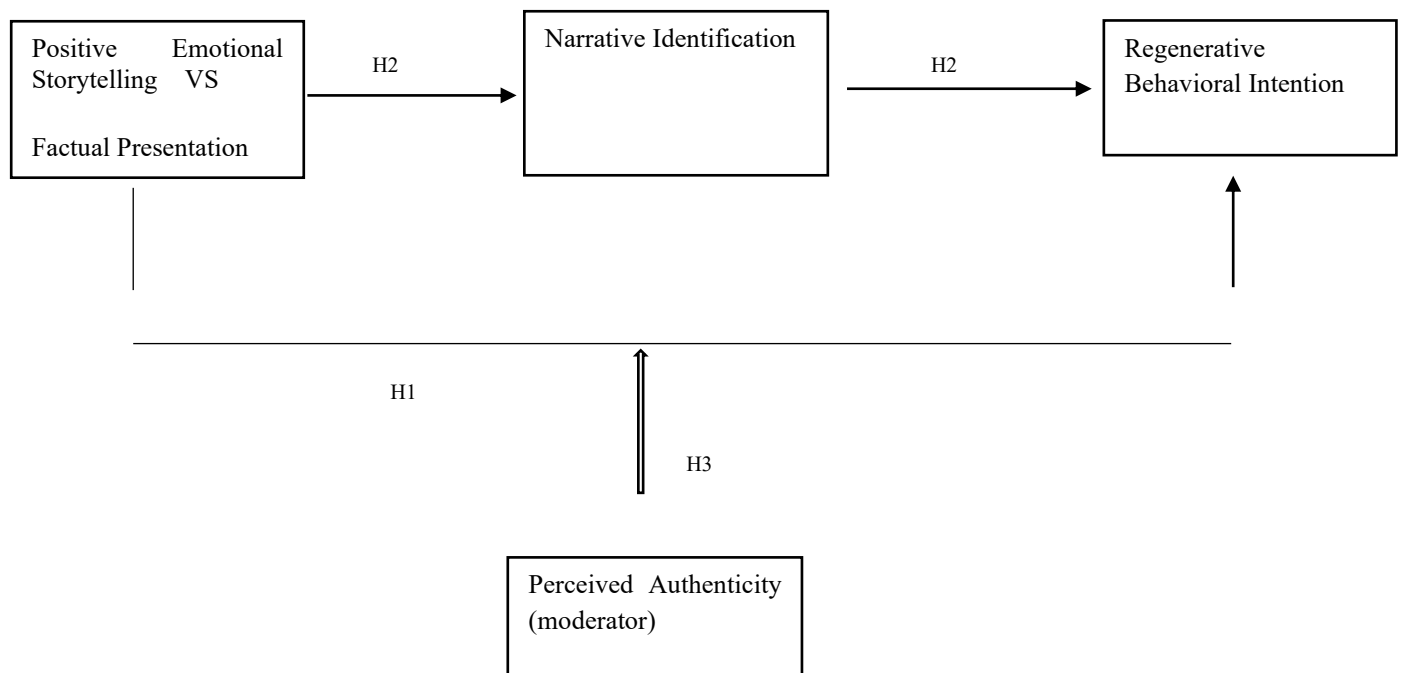 Positive Emotional
Storytelling VS
Factual Presentation
H2
Narrative Identification
H2
Regenerative
Behavioral Intention
H1
H3
Perceived Authenticity
(moderator)